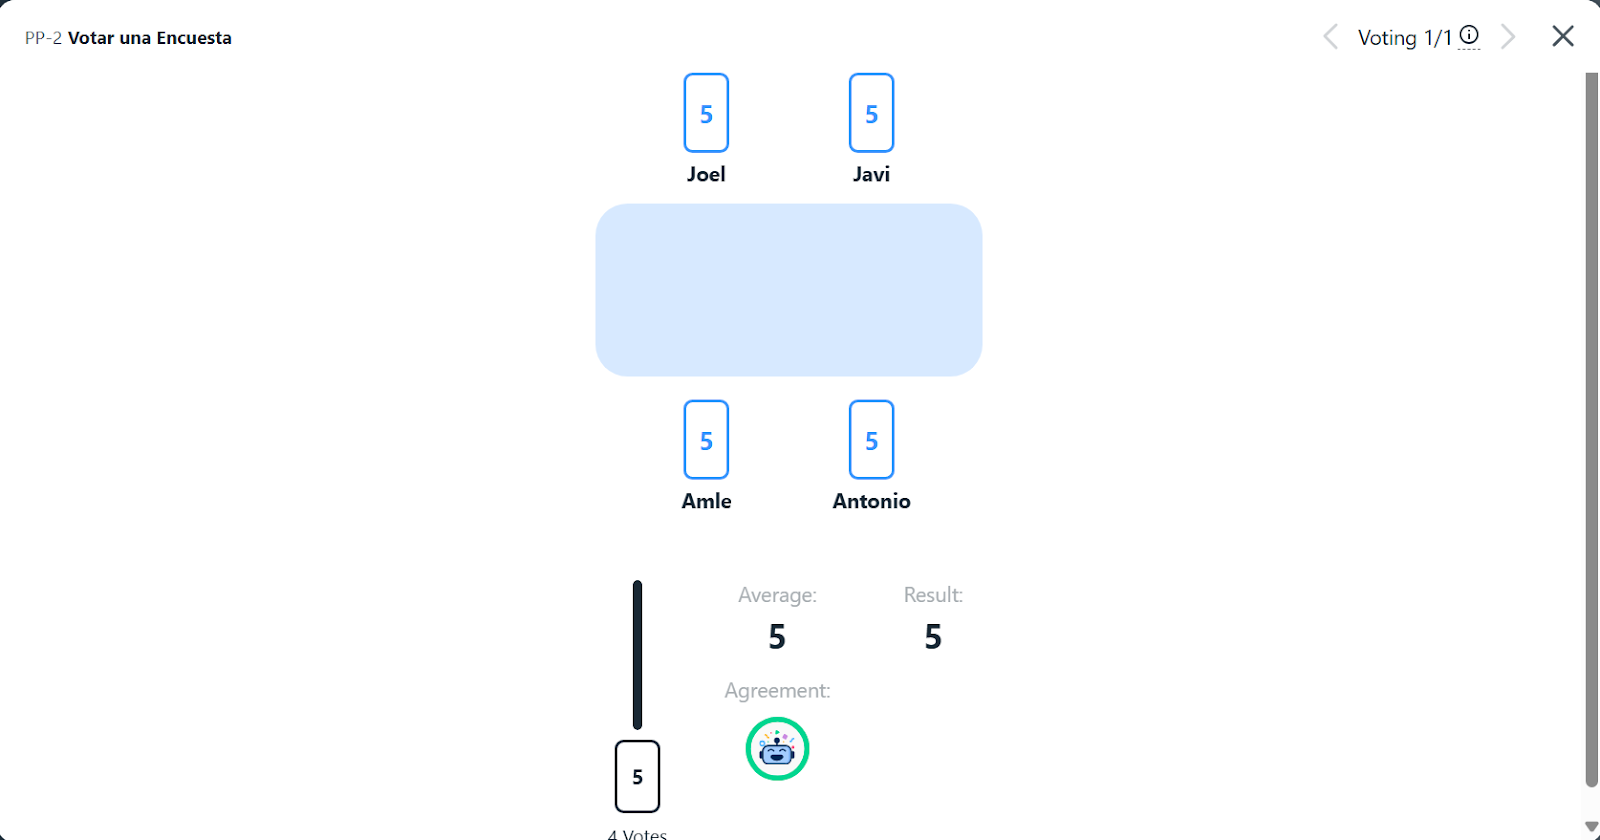 PP-2 Votar una Encuesta
Voting 1/1
5 5
Joel Javi
5 5
Amle Antonio
Average: Result:
5 5
Agreement:
5
4 Votes